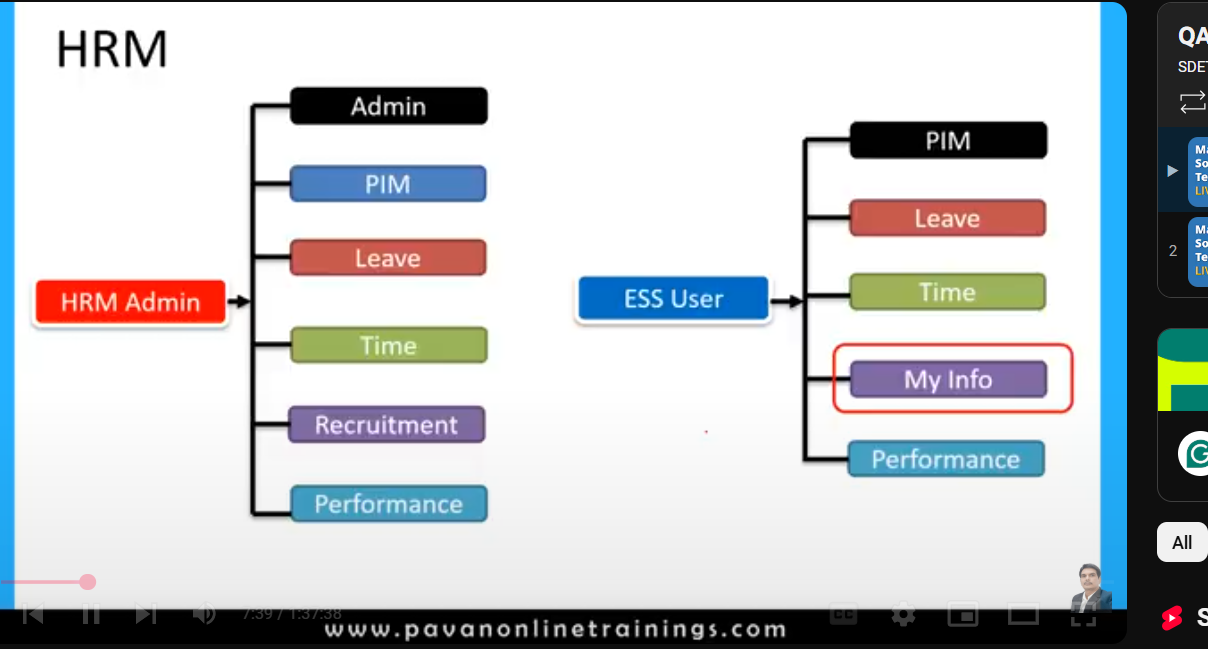 HRM
HRM Admin
Admin
PIM
Leave
Time
Recruitment
Performance
ESS User
PIM
Leave
Time
My Info
Performance
7:39 / 1:37:38
CC
www.pavanonlinetrainings.com
QA
SDET
Ma
So
Te
LIV
2
Ma
So
Te
LIV
All
S